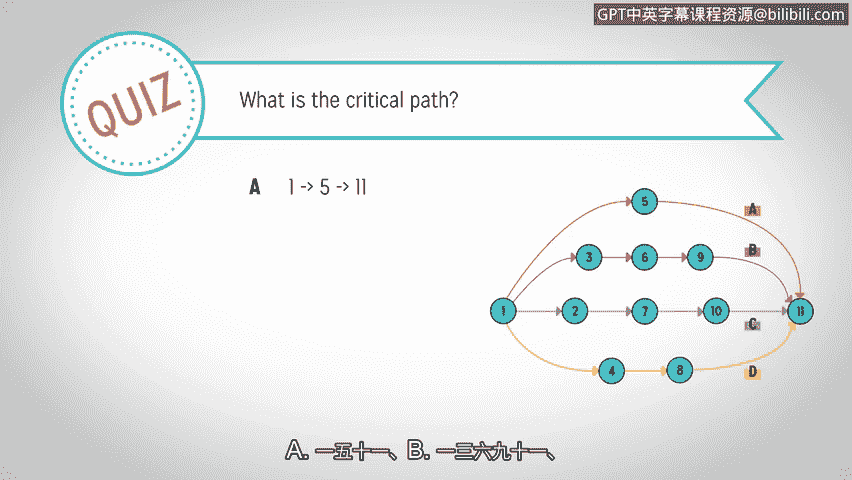 GPT中英字幕课程资源@bilibili.com
QUIZ
What is the critical path?
A 1 -> 5 -> 11
5
A
3 6 9
B
1 2 7 10 11
C
4 8
D
A. 一五十一、B. 一三六九十一、